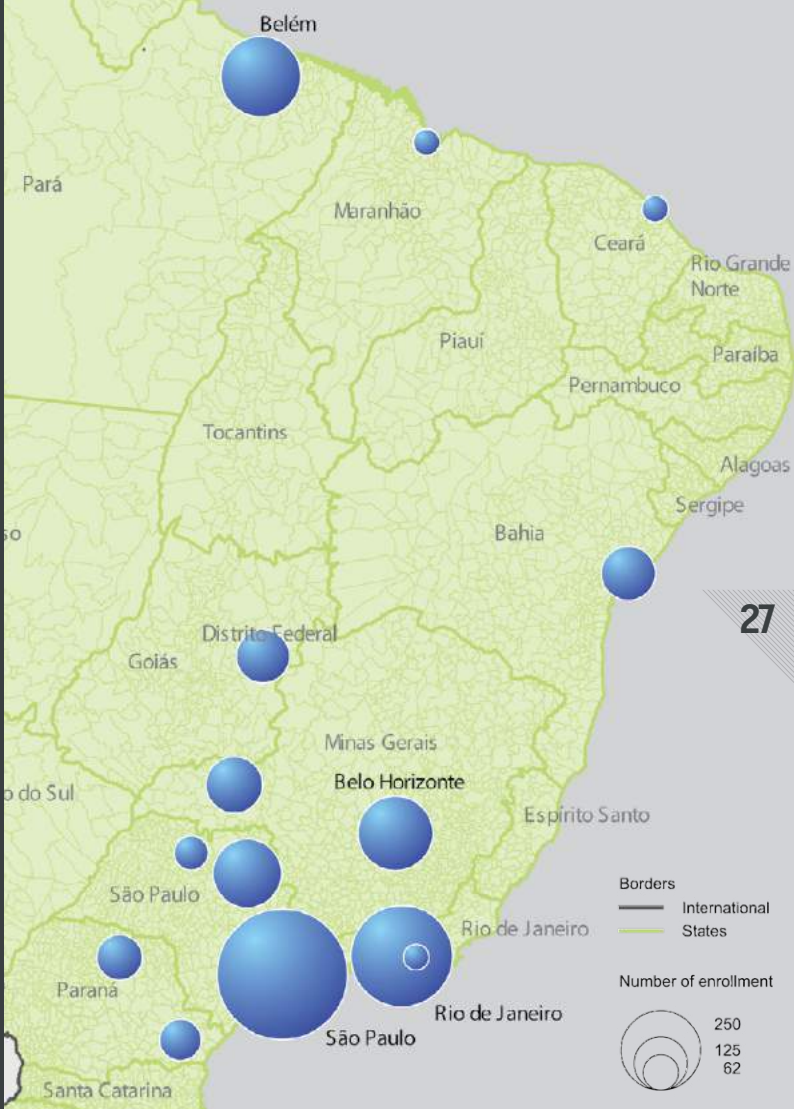 Belém
Pará
Maranhão
Ceará
Rio Grande
Norte
Piauí
Paraíba
Pernambuco
Tocantins
Alagoas
Sergipe
so
Bahia
27
Distrito Federal
Goiás
Minas Gerais
Belo Horizonte
o do Sul
Espírito Santo
São Paulo
Borders
International
States
Rio de Janeiro
Paraná
Number of enrollment
Rio de Janeiro
São Paulo
250
125
62
Santa Catarina